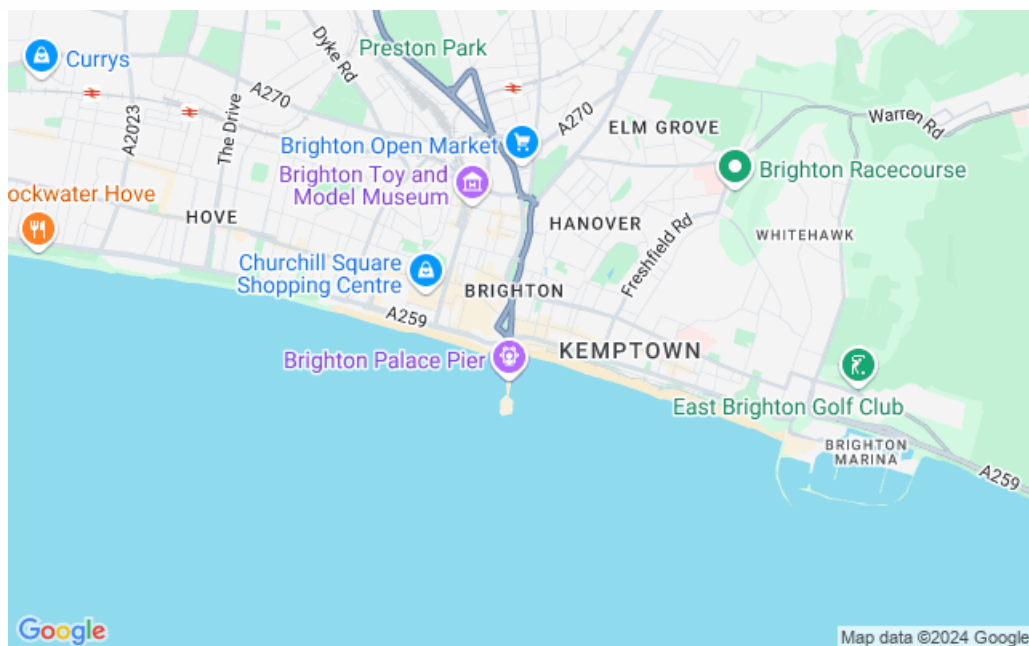 Preston Park
Dyke Rd
Currys
A270
A2023
The Drive
A270
ELM GROVE
Warren Rd
Brighton Open Market
Brighton Toy and
Model Museum
Brighton Racecourse
ockwater Hove
HOVE
HANOVER
Freshfield Rd
WHITEHAWK
Churchill Square
Shopping Centre
BRIGHTON
A259
Brighton Palace Pier
KEMPTOWN
East Brighton Golf Club
BRIGHTON
MARINA
A259
Google
Map data ©2024 Google